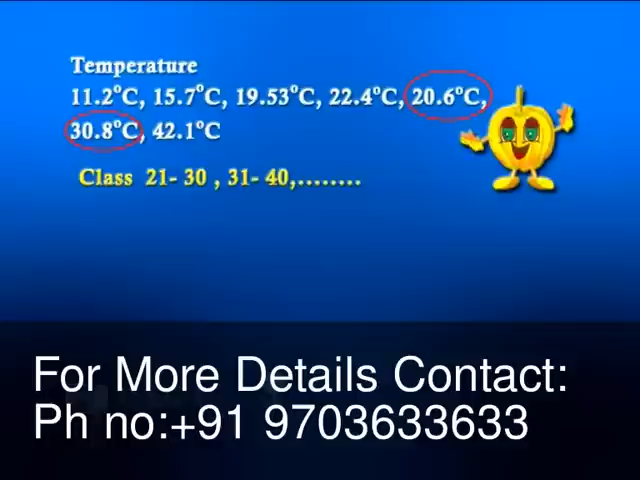 Temperature
11.2°C, 15.7°C, 19.53°C, 22.4°C, 20.6°C,
30.8°C, 42.1°C
Class 21- 30 , 31- 40,........
For More Details Contact:
Ph no:+91 9703633633